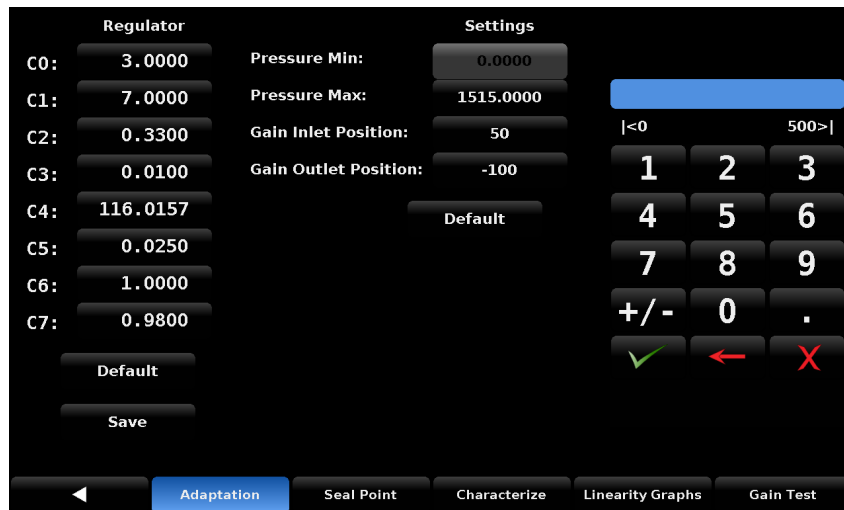 Regulator
C0: 3.0000
C1: 7.0000
C2: 0.3300
C3: 0.0100
C4: 116.0157
C5: 0.0250
C6: 1.0000
C7: 0.9800
Default
Save
Settings
Pressure Min: 0.0000
Pressure Max: 1515.0000
Gain Inlet Position: 50
Gain Outlet Position: -100
Default
|<0 500>|
1 2 3
4 5 6
7 8 9
+/- 0 .
X
Adaptation Seal Point Characterize Linearity Graphs Gain Test